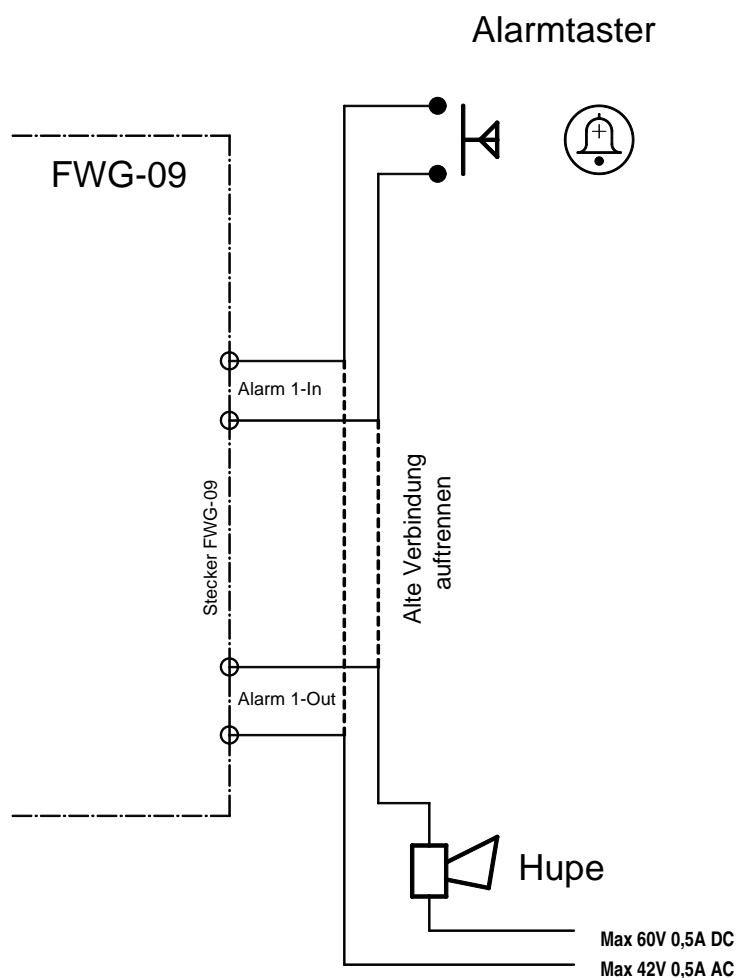 Alarmtaster
FWG-09
Alarm 1-In
Stecker FWG-09
Alte Verbindung
auftrennen
Alarm 1-Out
Hupe
Max 60V 0,5A DC
Max 42V 0,5A AC